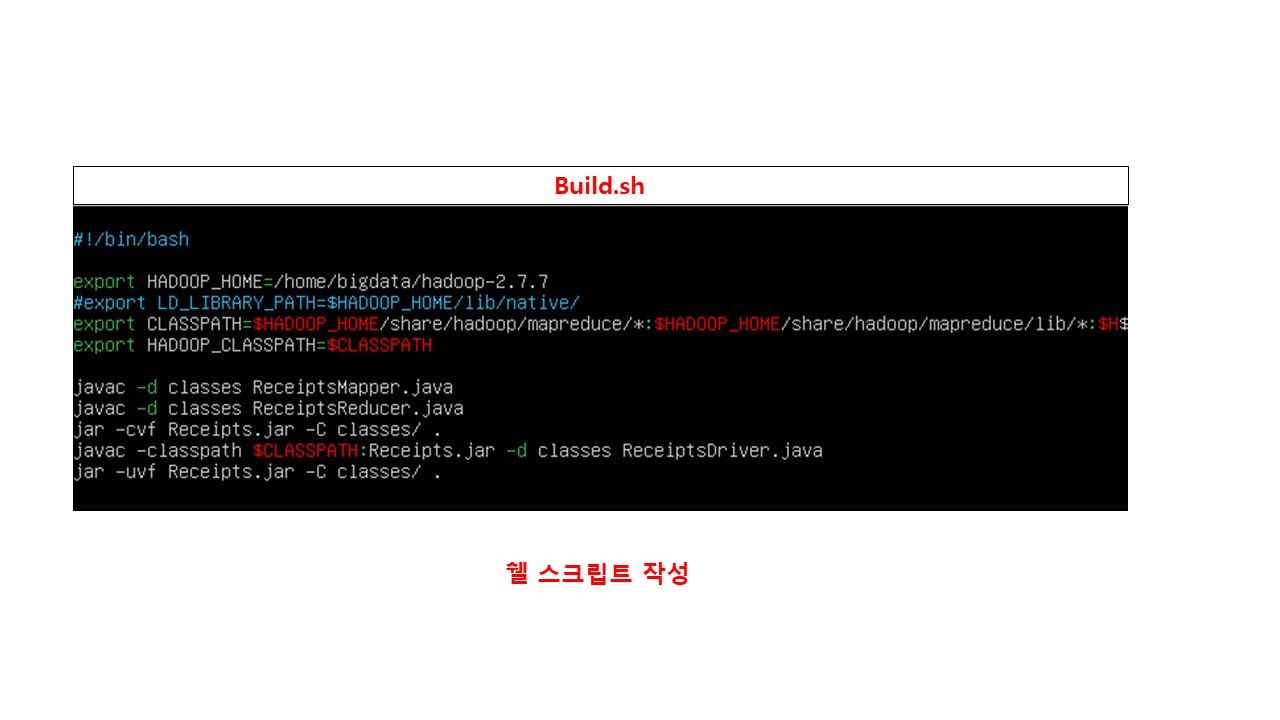 Build.sh
#!/bin/bash
export HADOOP_HOME=/home/bigdata/hadoop-2.7.7
#export LD_LIBRARY_PATH=$HADOOP_HOME/lib/native/
export CLASSPATH=$HADOOP_HOME/share/hadoop/mapreduce/*:$HADOOP_HOME/share/hadoop/mapreduce/lib/*:$H$
export HADOOP_CLASSPATH=$CLASSPATH
javac -d classes ReceiptsMapper.java
javac -d classes ReceiptsReducer.java
jar -cvf Receipts.jar -C classes/ .
javac -classpath $CLASSPATH:Receipts.jar -d classes ReceiptsDriver.java
jar -uvf Receipts.jar -C classes/ .
쉘 스크립트 작성